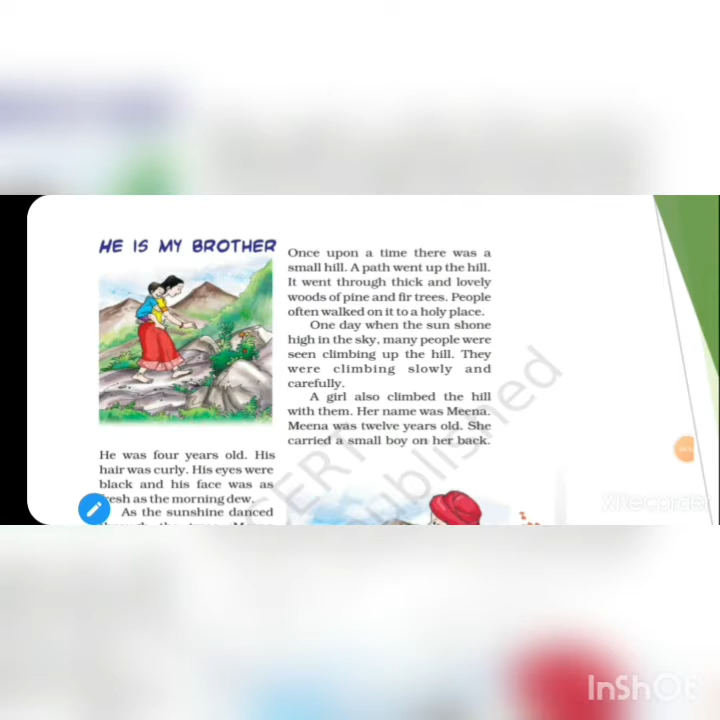 HE IS MY BROTHER
Once upon a time there was a
small hill. A path went up the hill.
It went through thick and lovely
woods of pine and fir trees. People
often walked on it to a holy place.
One day when the sun shone
high in the sky, many people were
seen climbing up the hill. They
were climbing slowly and
carefully.
A girl also climbed the hill
with them. Her name was Meena.
Meena was twelve years old. She
carried a small boy on her back.
He was four years old. His
hair was curly. His eyes were
black and his face was as
fresh as the morning dew.
As the sunshine danced
XRecorder
InShOt